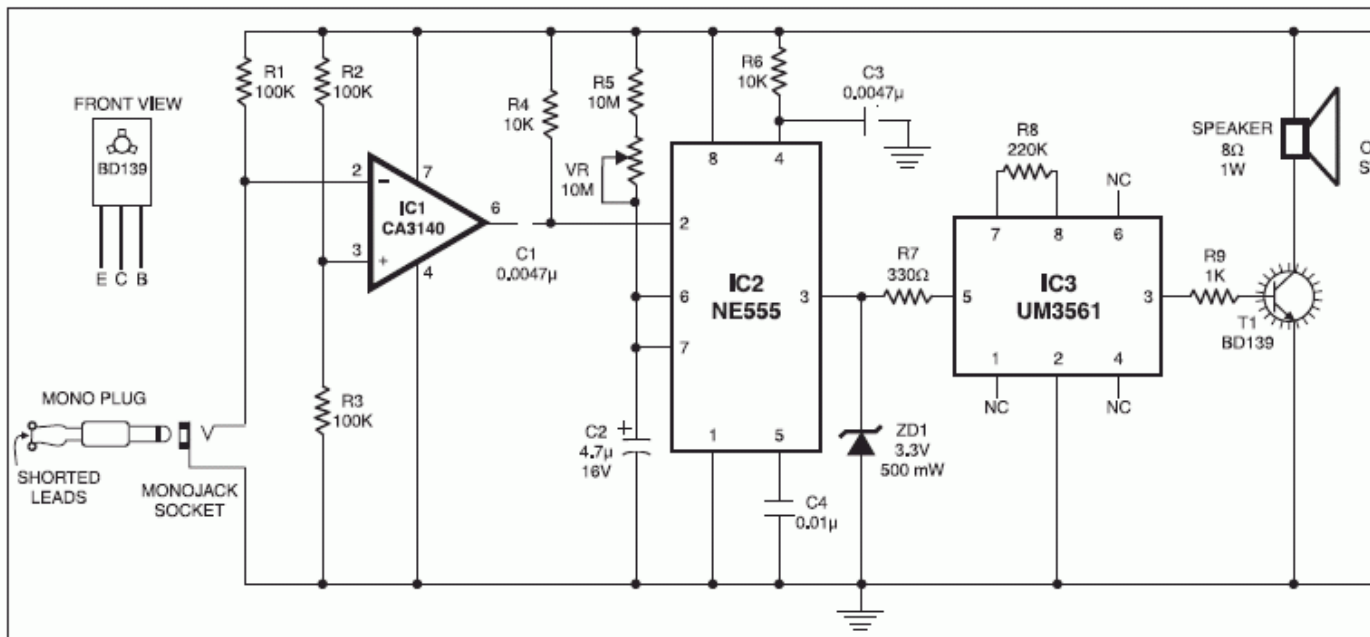 FRONT VIEW
BD139
E C B
R1
100K
R2
100K
R3
100K
2
3
7
6
4
−
+
IC1
CA3140
C1
0.0047µ
R4
10K
R5
10M
VR
10M
R6
10K
C3
0.0047µ
8
4
2
6
7
3
1
5
IC2
NE555
C2
+
4.7µ
16V
C4
0.01µ
R7
330Ω
ZD1
3.3V
500 mW
R8
220K
NC
7
8
6
5
3
IC3
UM3561
1
2
4
NC
NC
R9
1K
T1
BD139
SPEAKER
8Ω
1W
MONO PLUG
SHORTED
LEADS
MONOJACK
SOCKET